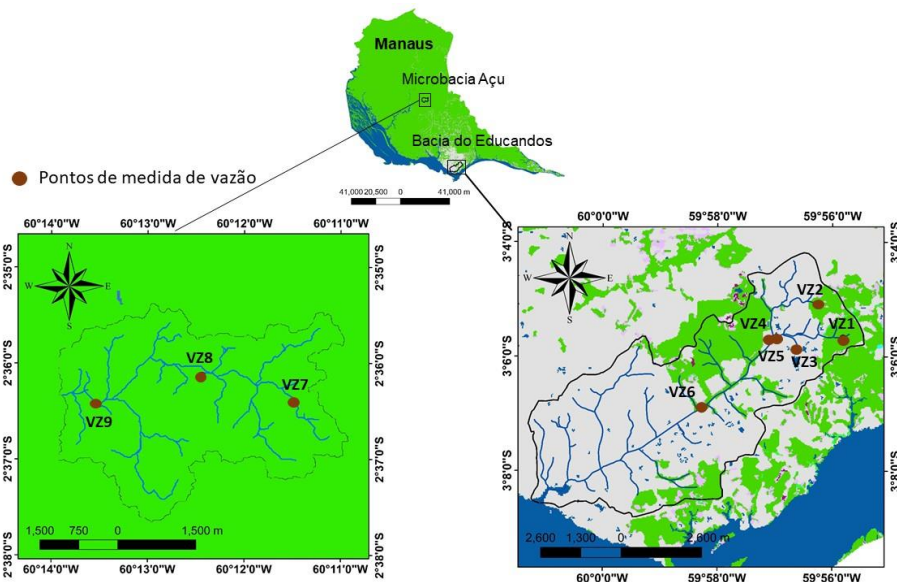 Manaus
Microbacia Açu
Bacia do Educandos
Pontos de medida de vazão
41,000 20,500 0 41,000 m
60°14'0"W 60°13'0"W 60°12'0"W 60°11'0"W
2°35'0"S 2°35'0"S
2°36'0"S 2°36'0"S
2°37'0"S 2°37'0"S
2°38'0"S 2°38'0"S
N
W E
S
VZ8
VZ7
VZ9
1,500 750 0 1,500 m
60°14'0"W 60°13'0"W 60°12'0"W 60°11'0"W
60°0'0"W 59°58'0"W 59°56'0"W
3°4'0"S 3°4'0"S
3°6'0"S 3°6'0"S
3°8'0"S 3°8'0"S
N
W E
S
VZ2
VZ4 VZ1
VZ5 VZ3
VZ6
2,600 1,300 0 2,600 m
60°0'0"W 59°58'0"W 59°56'0"W